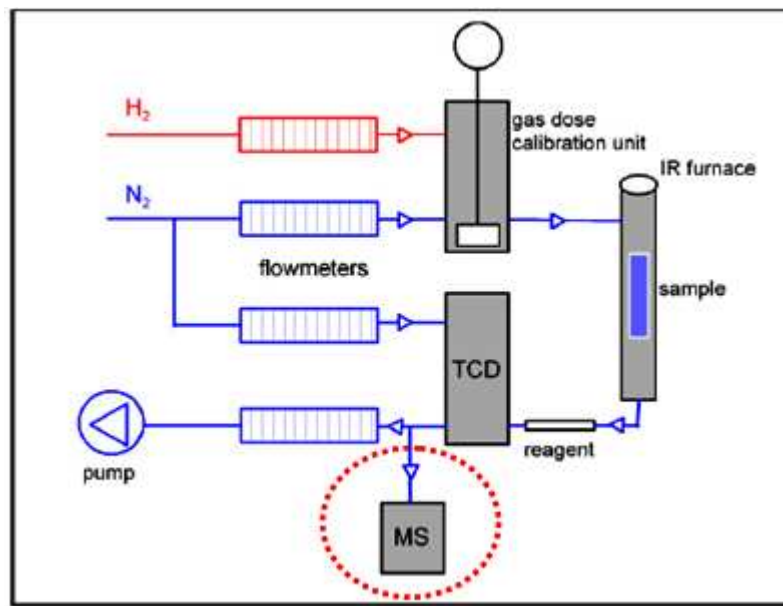 H₂
gas dose
calibration unit
IR furnace
N₂
flowmeters
sample
TCD
reagent
pump
MS